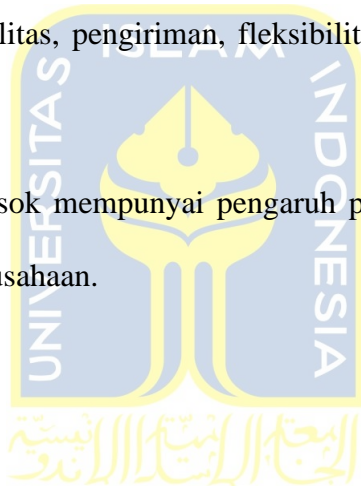 litas, pengiriman, fleksibilit
sok mempunyai pengaruh p
usahaan.
UNIVERSITAS ISLAM INDONESIA